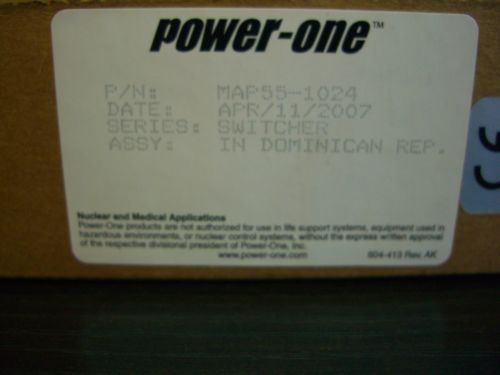 power-one™
P/N: MAP55-1024
DATE: APR/11/2007
SERIES: SWITCHER
ASSY: IN DOMINICAN REP.
Nuclear and Medical Applications
Power-One products are not authorized for use in life support systems, equipment used in
hazardous environments, or nuclear control systems, without the express written approval
of the respective divisional president of Power-One, Inc.
www.power-one.com 604-413 Rev. AK